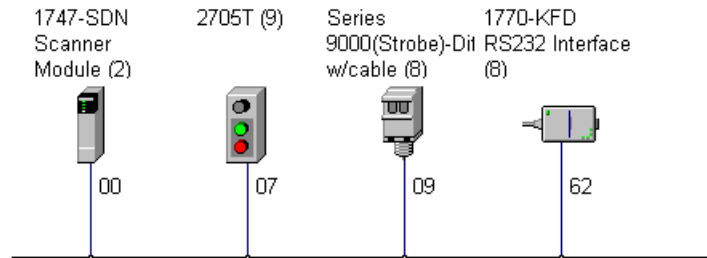 1747-SDN
Scanner
Module (2)
2705T (9)
Series
9000(Strobe)-Dif
w/cable (8)
1770-KFD
RS232 Interface
(8)
00
07
09
62